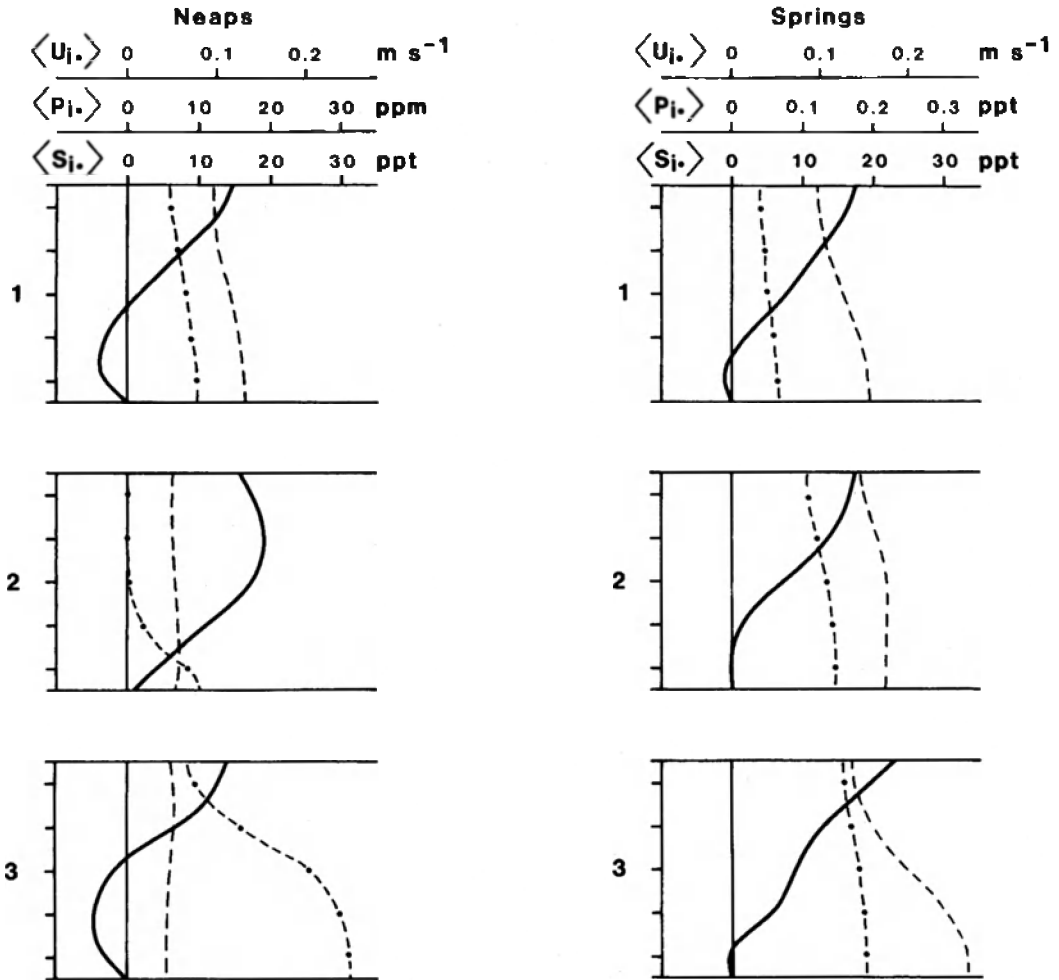 Neaps
⟨Ui.⟩ 0 0.1 0.2 m s⁻¹
⟨Pi.⟩ 0 10 20 30 ppm
⟨Si.⟩ 0 10 20 30 ppt
1
2
3
Springs
⟨Ui.⟩ 0 0.1 0.2 m s⁻¹
⟨Pi.⟩ 0 0.1 0.2 0.3 ppt
⟨Si.⟩ 0 10 20 30 ppt
1
2
3